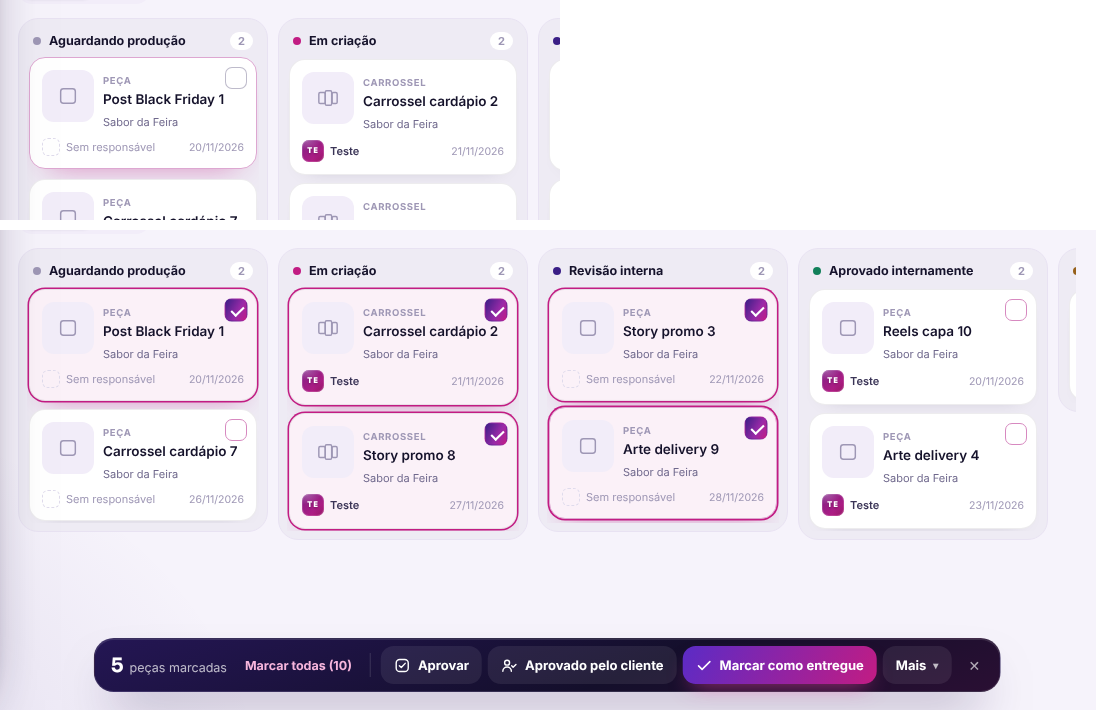 Aguardando produção 2
PEÇA
Post Black Friday 1
Sabor da Feira
Sem responsável 20/11/2026
PEÇA
Carrossel cardápio 7
Em criação 2
CARROSSEL
Carrossel cardápio 2
Sabor da Feira
TE Teste 21/11/2026
CARROSSEL
Aguardando produção 2
PEÇA
Post Black Friday 1
Sabor da Feira
Sem responsável 20/11/2026
PEÇA
Carrossel cardápio 7
Sabor da Feira
Sem responsável 26/11/2026
Em criação 2
CARROSSEL
Carrossel cardápio 2
Sabor da Feira
TE Teste 21/11/2026
CARROSSEL
Story promo 8
Sabor da Feira
TE Teste 27/11/2026
Revisão interna 2
PEÇA
Story promo 3
Sabor da Feira
Sem responsável 22/11/2026
PEÇA
Arte delivery 9
Sabor da Feira
Sem responsável 28/11/2026
Aprovado internamente 2
PEÇA
Reels capa 10
Sabor da Feira
TE Teste 20/11/2026
PEÇA
Arte delivery 4
Sabor da Feira
TE Teste 23/11/2026
5 peças marcadas Marcar todas (10) Aprovar Aprovado pelo cliente Marcar como entregue Mais ▾ ✕